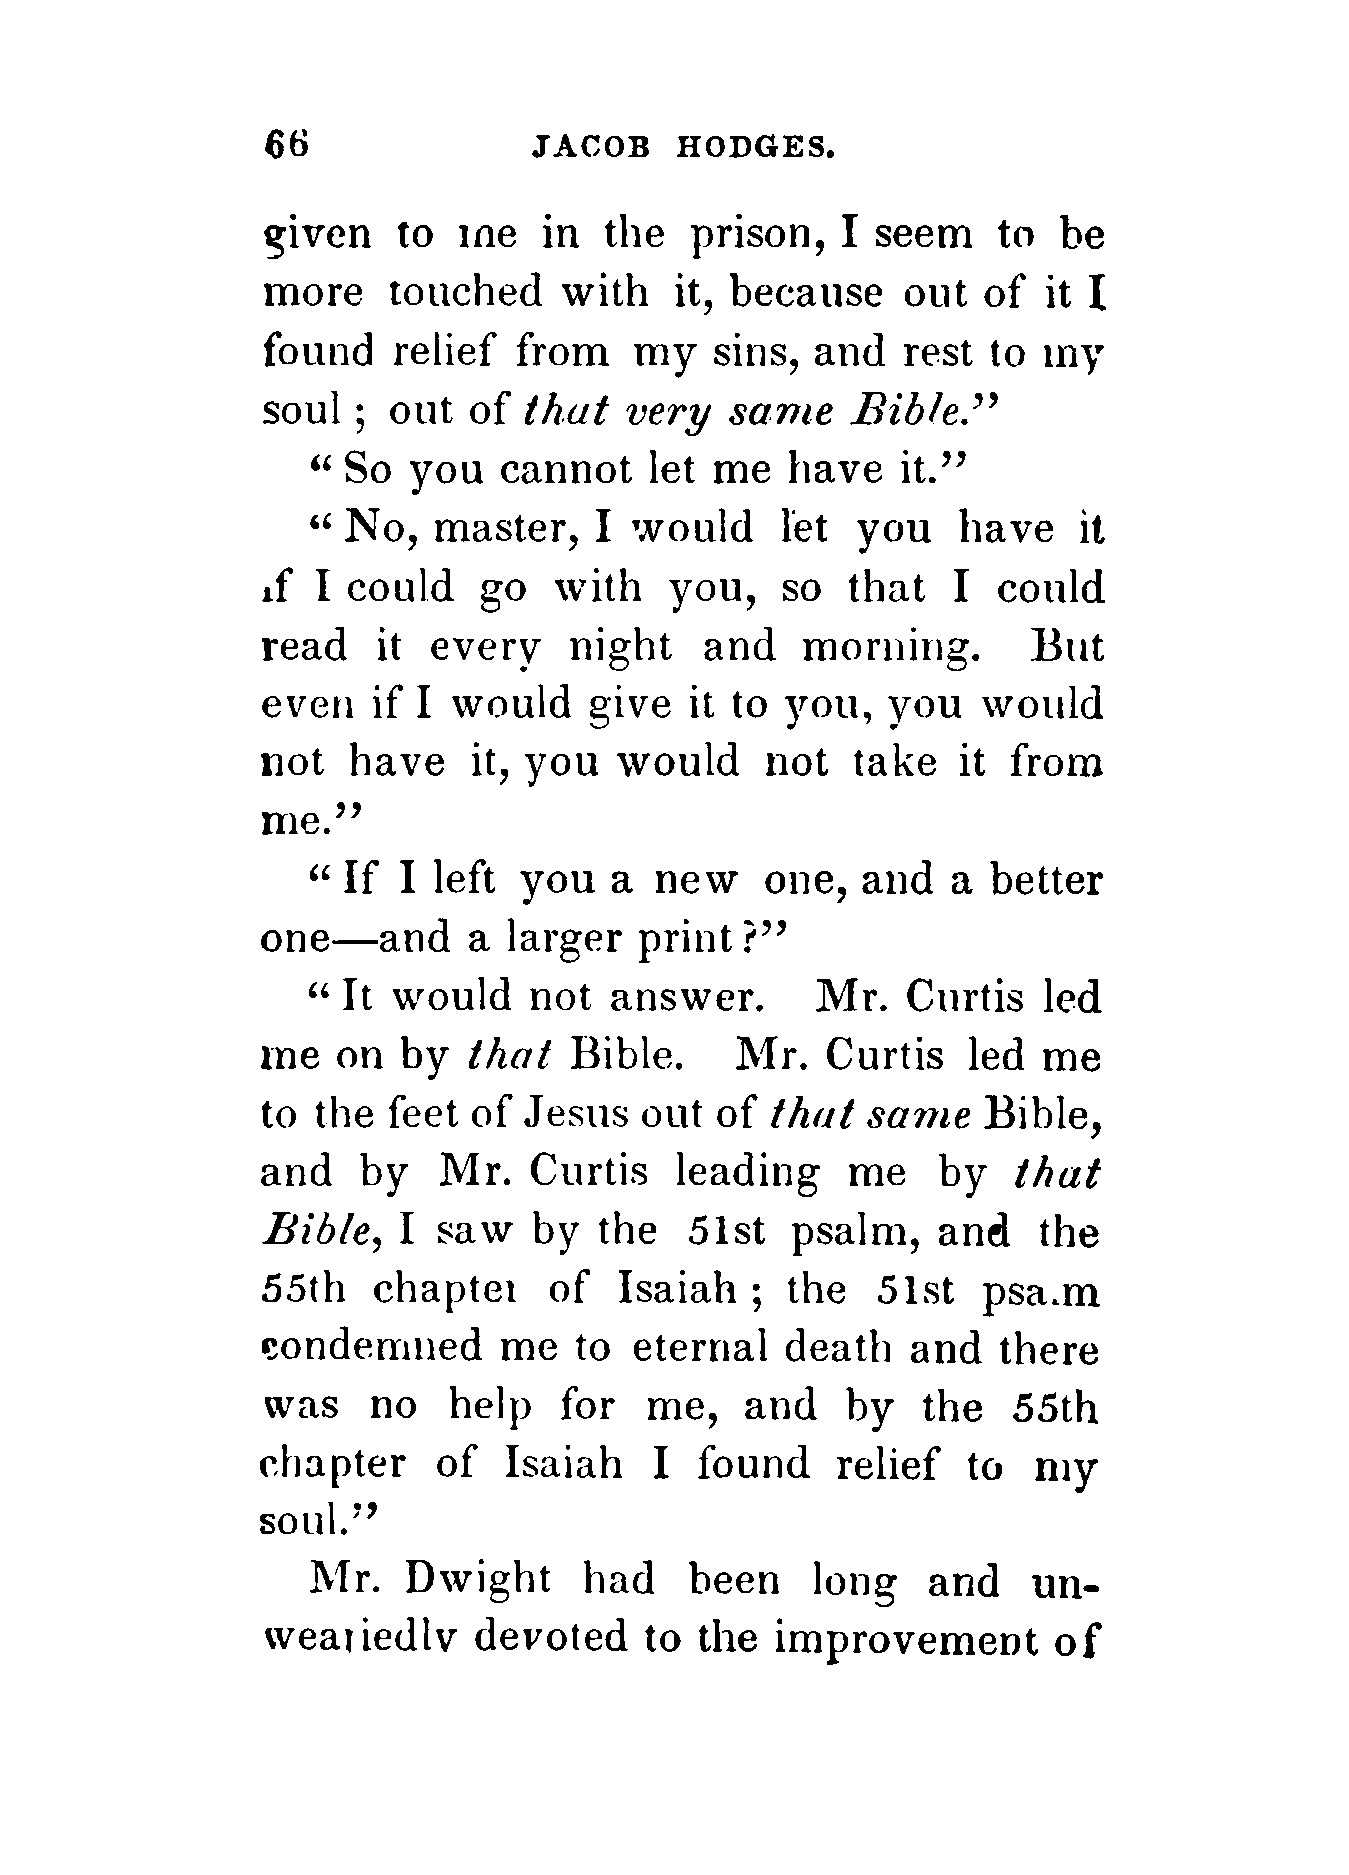 66 JACOB HODGES.
given to me in the prison, I seem to be
more touched with it, because out of it I
found relief from my sins, and rest to my
soul ; out of that very same Bible."
" So you cannot let me have it."
" No, master, I would let you have it
if I could go with you, so that I could
read it every night and morning. But
even if I would give it to you, you would
not have it, you would not take it from
me."
" If I left you a new one, and a better
one—and a larger print ?"
" It would not answer. Mr. Curtis led
me on by that Bible. Mr. Curtis led me
to the feet of Jesus out of that same Bible,
and by Mr. Curtis leading me by that
Bible, I saw by the 51st psalm, and the
55th chapter of Isaiah ; the 51st psalm
condemned me to eternal death and there
was no help for me, and by the 55th
chapter of Isaiah I found relief to my
soul."
Mr. Dwight had been long and un-
weariedly devoted to the improvement of